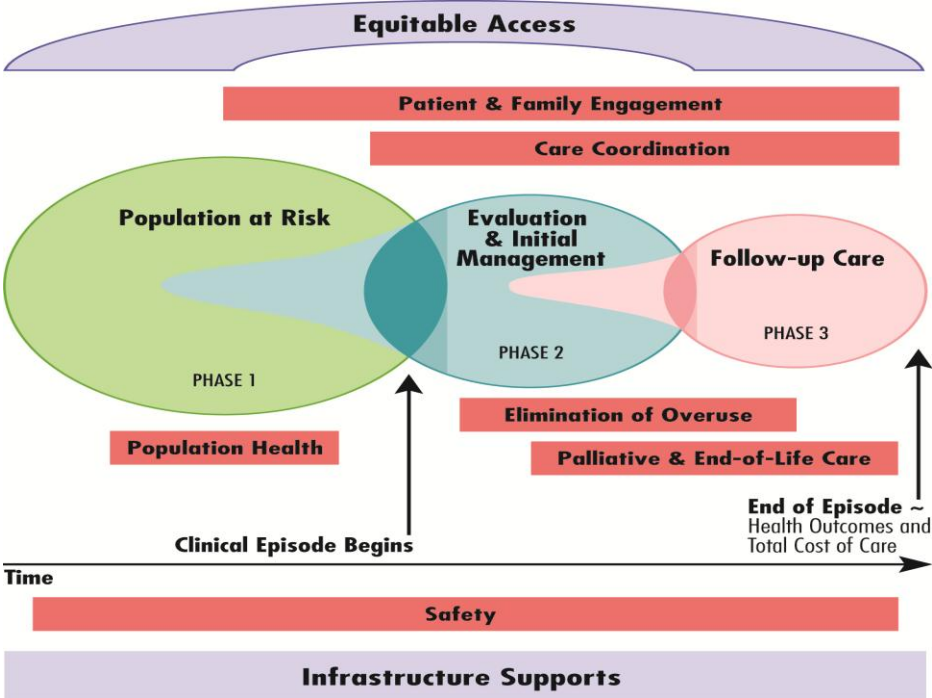 Equitable Access
Patient & Family Engagement
Care Coordination
Population at Risk
PHASE 1
Evaluation
& Initial
Management
PHASE 2
Follow-up Care
PHASE 3
Elimination of Overuse
Population Health
Palliative & End-of-Life Care
Clinical Episode Begins
End of Episode ~
Health Outcomes and
Total Cost of Care
Time
Safety
Infrastructure Supports